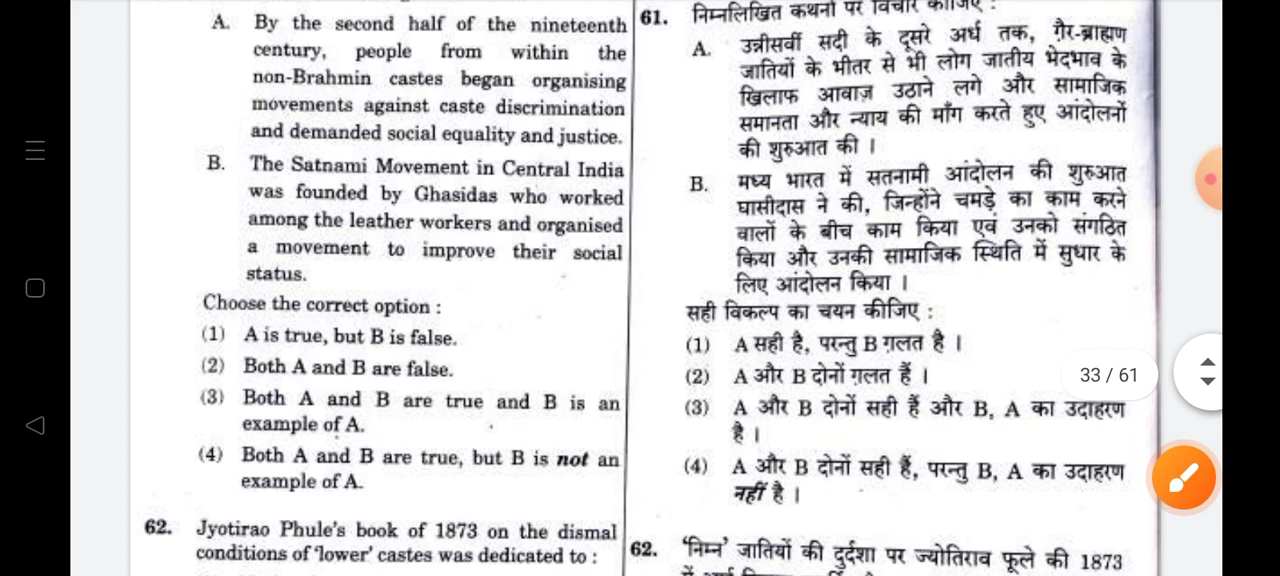 A. By the second half of the nineteenth
century, people from within the
non-Brahmin castes began organising
movements against caste discrimination
and demanded social equality and justice.
B. The Satnami Movement in Central India
was founded by Ghasidas who worked
among the leather workers and organised
a movement to improve their social
status.
Choose the correct option :
(1) A is true, but B is false.
(2) Both A and B are false.
(3) Both A and B are true and B is an
example of A.
(4) Both A and B are true, but B is not an
example of A.
62. Jyotirao Phule's book of 1873 on the dismal
conditions of 'lower' castes was dedicated to :
61. निम्नलिखित कथनों पर विचार कीजिए :
A. उन्नीसवीं सदी के दूसरे अर्ध तक, ग़ैर-ब्राह्मण
जातियों के भीतर से भी लोग जातीय भेदभाव के
खिलाफ आवाज़ उठाने लगे और सामाजिक
समानता और न्याय की माँग करते हुए आंदोलनों
की शुरुआत की ।
B. मध्य भारत में सतनामी आंदोलन की शुरुआत
घासीदास ने की, जिन्होंने चमड़े का काम करने
वालों के बीच काम किया एवं उनको संगठित
किया और उनकी सामाजिक स्थिति में सुधार के
लिए आंदोलन किया ।
सही विकल्प का चयन कीजिए :
(1) A सही है, परन्तु B ग़लत है ।
(2) A और B दोनों ग़लत हैं ।
(3) A और B दोनों सही हैं और B, A का उदाहरण
है ।
(4) A और B दोनों सही हैं, परन्तु B, A का उदाहरण
नहीं है ।
62. 'निम्न' जातियों की दुर्दशा पर ज्योतिराव फूले की 1873
33 / 61